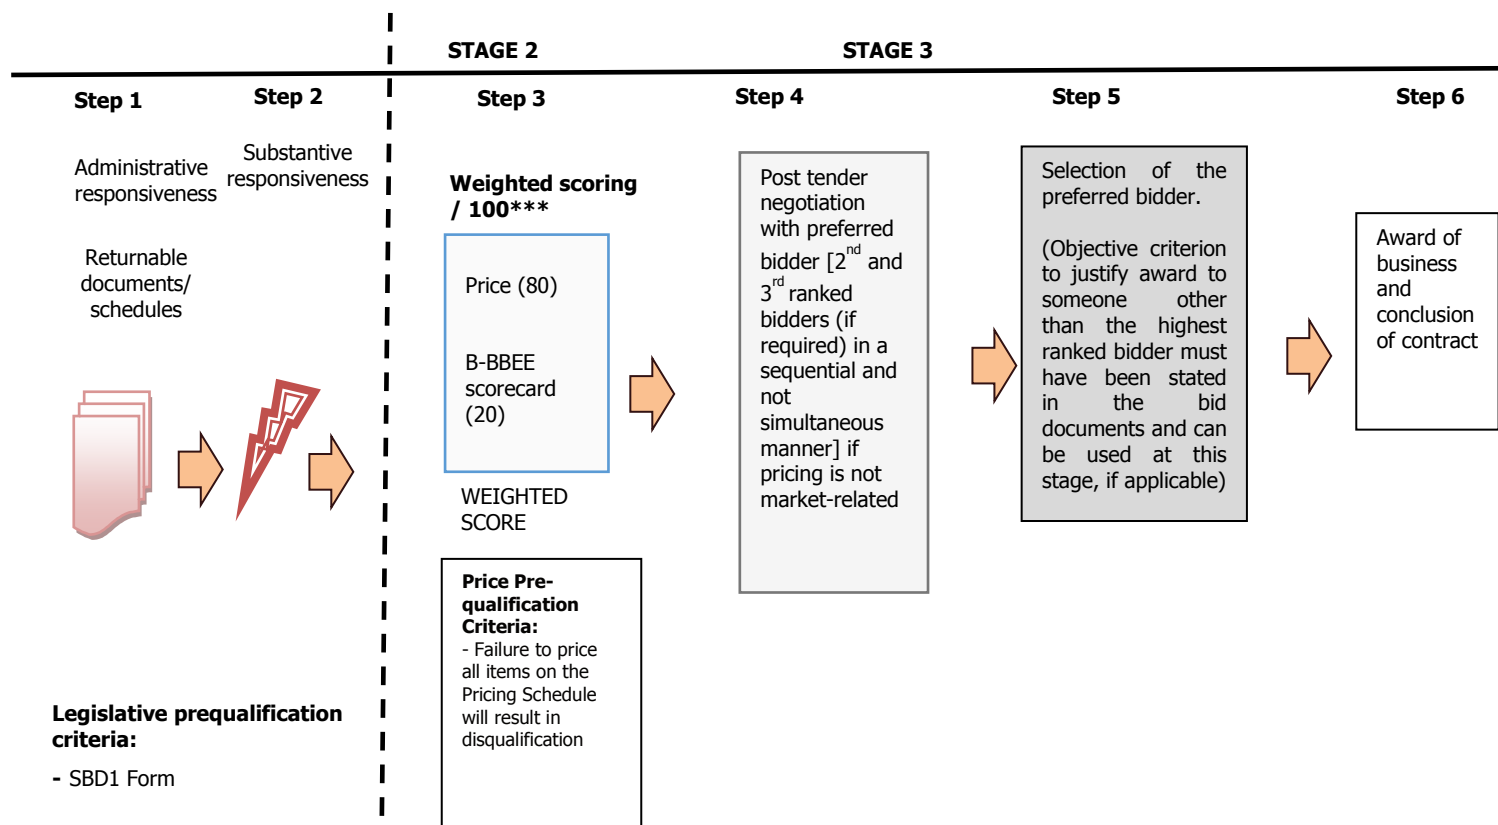 STAGE 2
STAGE 3
Step 1
Step 2
Step 3
Step 4
Step 5
Step 6
Administrative
responsiveness
Substantive
responsiveness
Returnable
documents/
schedules
Legislative prequalification
criteria:
- SBD1 Form
Weighted scoring
/ 100***
Price (80)
B-BBEE
scorecard
(20)
WEIGHTED
SCORE
Price Pre-
qualification
Criteria:
- Failure to price
all items on the
Pricing Schedule
will result in
disqualification
Post tender
negotiation
with preferred
bidder [2nd and
3rd ranked
bidders (if
required) in a
sequential and
not
simultaneous
manner] if
pricing is not
market-related
Selection of the
preferred bidder.
(Objective criterion
to justify award to
someone other
than the highest
ranked bidder must
have been stated
in the bid
documents and can
be used at this
stage, if applicable)
Award of
business
and
conclusion
of contract